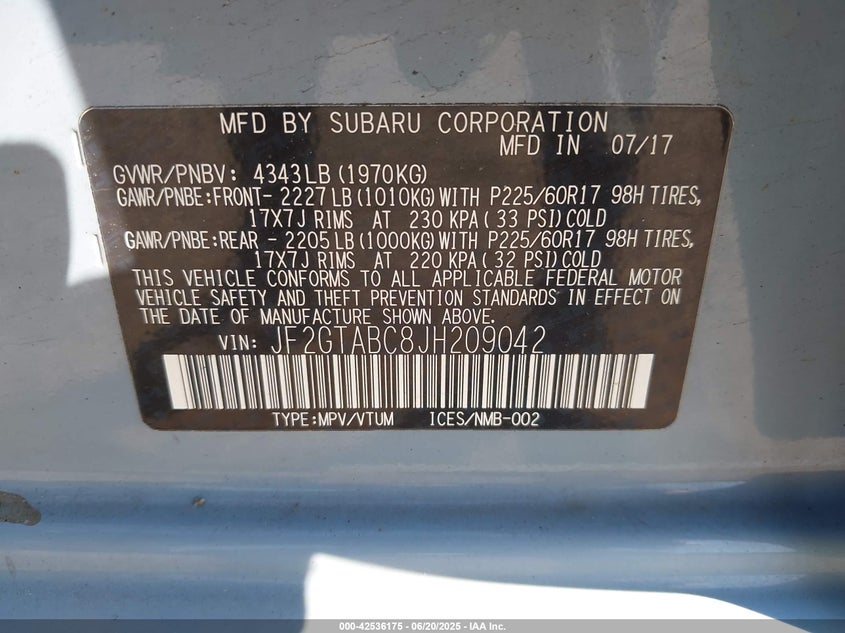 MFD BY SUBARU CORPORATION
MFD IN 07/17
GVWR/PNBV: 4343LB(1970KG)
GAWR/PNBE:FRONT- 2227LB(1010KG)WITH P225/60R17 98H TIRES,
17X7J RIMS AT 230 KPA(33 PSI)COLD
GAWR/PNBE:REAR - 2205LB(1000KG)WITH P225/60R17 98H TIRES,
17X7J RIMS AT 220 KPA(32 PSI)COLD
THIS VEHICLE CONFORMS TO ALL APPLICABLE FEDERAL MOTOR
VEHICLE SAFETY AND THEFT PREVENTION STANDARDS IN EFFECT ON
THE DATE OF MANUFACTURE SHOWN ABOVE.
VIN: JF2GTABC8JH209042
TYPE:MPV/VTUM ICES/NMB-002
000-42536175 - 06/20/2025 - IAA Inc.